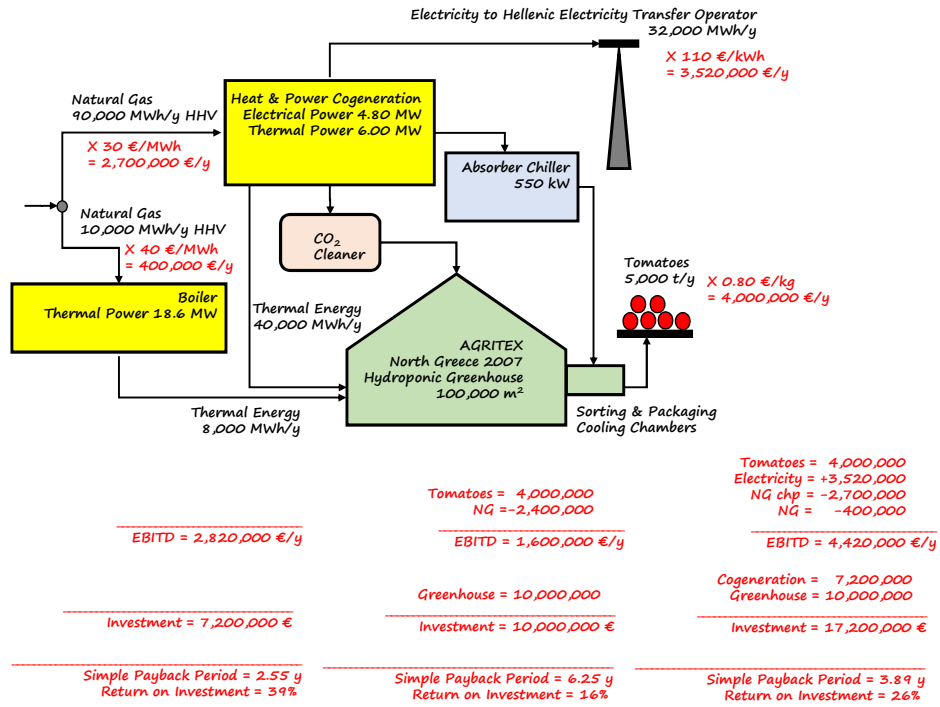 Electricity to Hellenic Electricity Transfer Operator
32,000 MWh/y
X 110 €/kWh
= 3,520,000 €/y
Natural Gas
90,000 MWh/y HHV
X 30 €/MWh
= 2,700,000 €/y
Heat & Power Cogeneration
Electrical Power 4.80 MW
Thermal Power 6.00 MW
Absorber Chiller
550 kW
Natural Gas
10,000 MWh/y HHV
X 40 €/MWh
= 400,000 €/y
CO2
Cleaner
Tomatoes
5,000 t/y
X 0.80 €/kg
= 4,000,000 €/y
Boiler
Thermal Power 18.6 MW
Thermal Energy
40,000 MWh/y
AGRITEX
North Greece 2007
Hydroponic Greenhouse
100,000 m²
Thermal Energy
8,000 MWh/y
Sorting & Packaging
Cooling Chambers
EBITD = 2,820,000 €/y
Investment = 7,200,000 €
Simple Payback Period = 2.55 y
Return on Investment = 39%
Tomatoes = 4,000,000
NG =-2,400,000
EBITD = 1,600,000 €/y
Greenhouse = 10,000,000
Investment = 10,000,000 €
Simple Payback Period = 6.25 y
Return on Investment = 16%
Tomatoes = 4,000,000
Electricity = +3,520,000
NG chp = -2,700,000
NG = -400,000
EBITD = 4,420,000 €/y
Cogeneration = 7,200,000
Greenhouse = 10,000,000
Investment = 17,200,000 €
Simple Payback Period = 3.89 y
Return on Investment = 26%